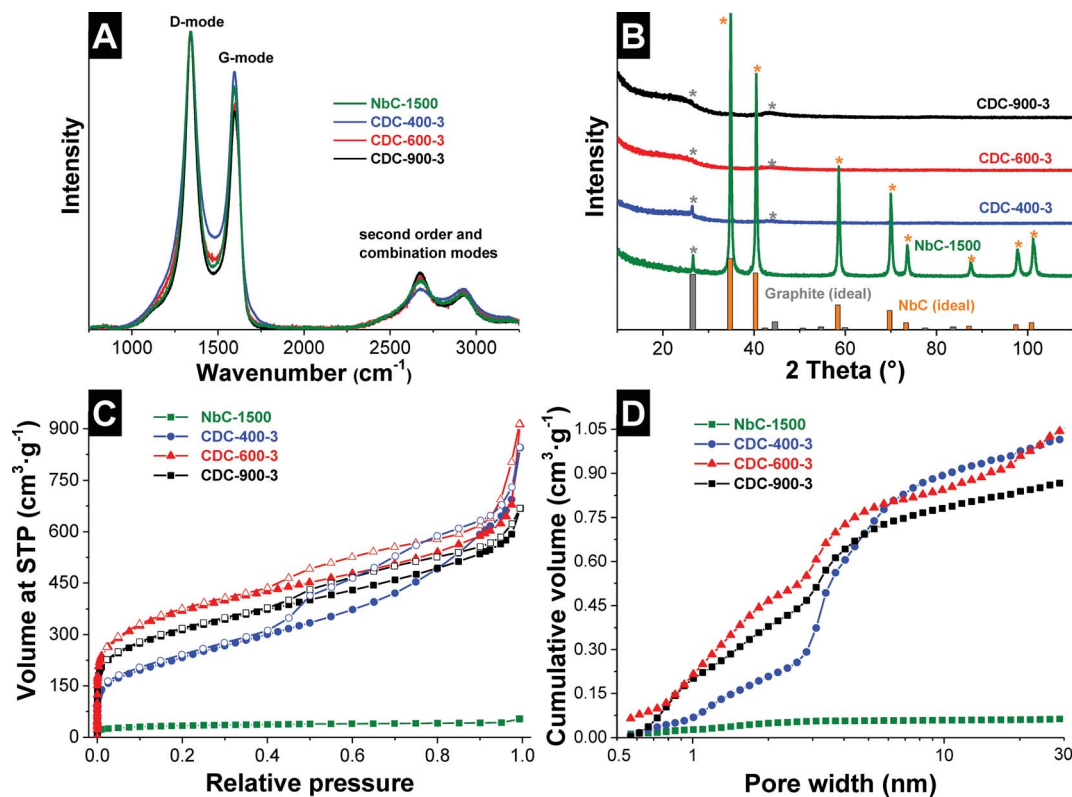 A
D-mode
G-mode
NbC-1500
CDC-400-3
CDC-600-3
CDC-900-3
second order and
combination modes
Intensity
1000 1500 2000 2500 3000
Wavenumber (cm⁻¹)
B
*
*
*
*
*
*
*
*
CDC-900-3
*
*
CDC-600-3
*
*
CDC-400-3
*
NbC-1500
Graphite (ideal)
NbC (ideal)
Intensity
20 40 60 80 100
2 Theta (°)
C
NbC-1500
CDC-400-3
CDC-600-3
CDC-900-3
Volume at STP (cm³·g⁻¹)
900
750
600
450
300
150
0
0.0 0.2 0.4 0.6 0.8 1.0
Relative pressure
D
NbC-1500
CDC-400-3
CDC-600-3
CDC-900-3
Cumulative volume (cm³·g⁻¹)
1.05
0.90
0.75
0.60
0.45
0.30
0.15
0.00
0.5 1 10 30
Pore width (nm)